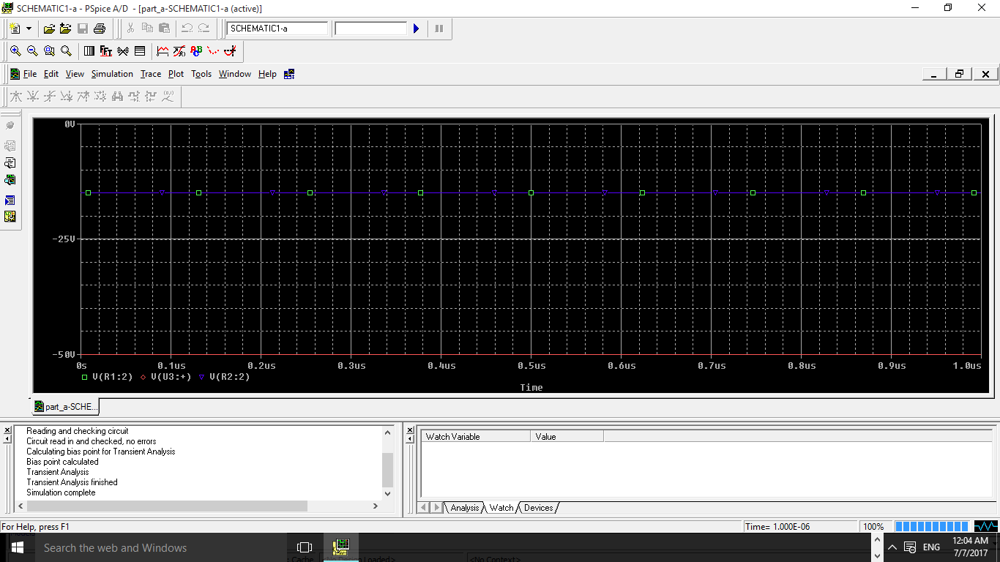 SCHEMATIC1-a - PSpice A/D - [part_a-SCHEMATIC1-a (active)]
SCHEMATIC1-a
File Edit View Simulation Trace Plot Tools Window Help
0V
-25V
-50V
0s 0.1us 0.2us 0.3us 0.4us 0.5us 0.6us 0.7us 0.8us 0.9us 1.0us
V(R1:2) V(U3:+) V(R2:2)
Time
part_a-SCHE...
Reading and checking circuit
Circuit read in and checked, no errors
Calculating bias point for Transient Analysis
Bias point calculated
Transient Analysis
Transient Analysis finished
Simulation complete
Watch Variable Value
Analysis Watch Devices
For Help, press F1
Time= 1.000E-06 100%
Search the web and Windows
ENG
12:04 AM
7/7/2017
Cache
<No Context>